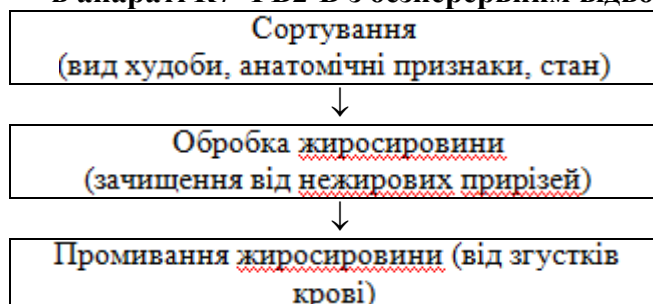 Сортування
(вид худоби, анатомічні признаки, стан)
↓
Обробка жиросировини
(зачищення від нежирових прирізей)
↓
Промивання жиросировини (від згустків
крові)